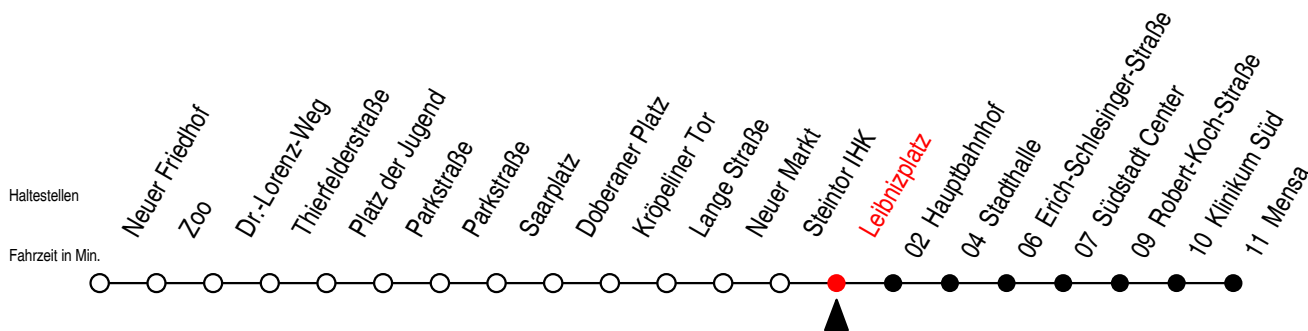 Haltestellen
Fahrzeit in Min.
Neuer Friedhof
Zoo
Dr.-Lorenz-Weg
Thierfelderstraße
Platz der Jugend
Parkstraße
Parkstraße
Saarplatz
Doberaner Platz
Kröpeliner Tor
Lange Straße
Neuer Markt
Steintor IHK
Leibnizplatz
02 Hauptbahnhof
04 Stadthalle
06 Erich-Schlesinger-Straße
07 Südstadt Center
09 Robert-Koch-Straße
10 Klinikum Süd
11 Mensa